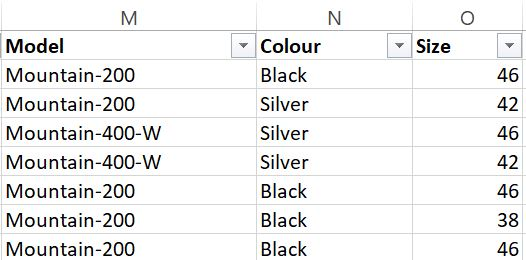 M N O
Model Colour Size
Mountain-200 Black 46
Mountain-200 Silver 42
Mountain-400-W Silver 46
Mountain-400-W Silver 42
Mountain-200 Black 46
Mountain-200 Black 38
Mountain-200 Black 46